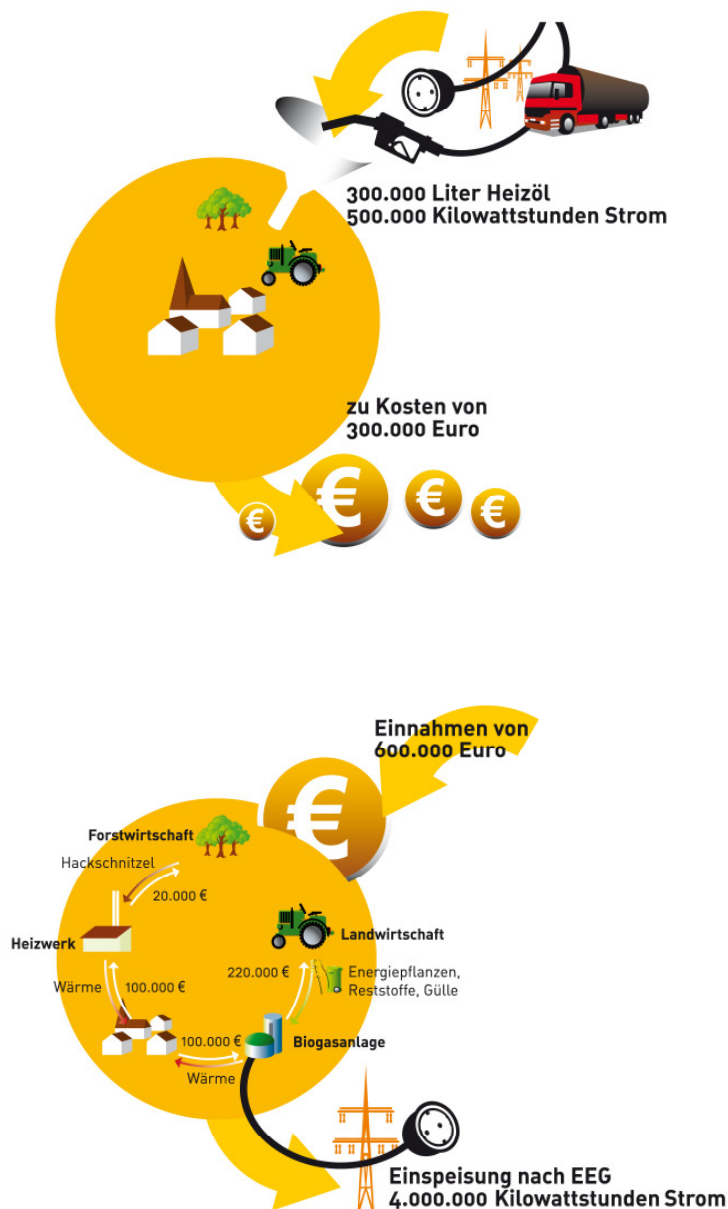 300.000 Liter Heizöl
500.000 Kilowattstunden Strom
zu Kosten von
300.000 Euro
€
€
€
€
Einnahmen von
600.000 Euro
€
Forstwirtschaft
Hackschnitzel
20.000 €
Heizwerk
Landwirtschaft
220.000 €
Energiepflanzen,
Reststoffe, Gülle
Wärme
100.000 €
100.000 €
Biogasanlage
Wärme
Einspeisung nach EEG
4.000.000 Kilowattstunden Strom